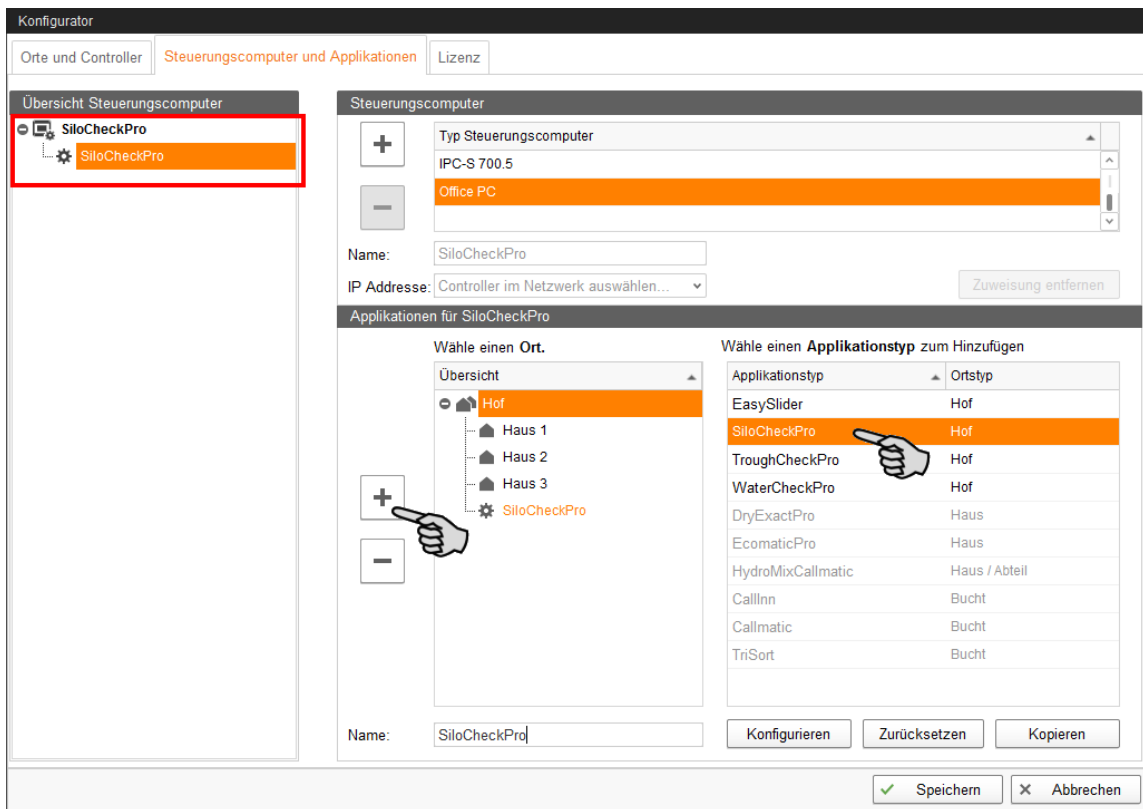 Konfigurator
Orte und Controller
Steuerungscomputer und Applikationen
Lizenz
Übersicht Steuerungscomputer
SiloCheckPro
SiloCheckPro
Steuerungscomputer
Typ Steuerungscomputer
IPC-S 700.5
Office PC
Name: SiloCheckPro
IP Addresse: Controller im Netzwerk auswählen...
Zuweisung entfernen
Applikationen für SiloCheckPro
Wähle einen Ort.
Übersicht
Hof
Haus 1
Haus 2
Haus 3
SiloCheckPro
Name: SiloCheckPro
Wähle einen Applikationstyp zum Hinzufügen
Applikationstyp Ortstyp
EasySlider Hof
SiloCheckPro Hof
TroughCheckPro Hof
WaterCheckPro Hof
DryExactPro Haus
EcomaticPro Haus
HydroMixCallmatic Haus / Abteil
CallInn Bucht
Callmatic Bucht
TriSort Bucht
Konfigurieren
Zurücksetzen
Kopieren
Speichern
Abbrechen